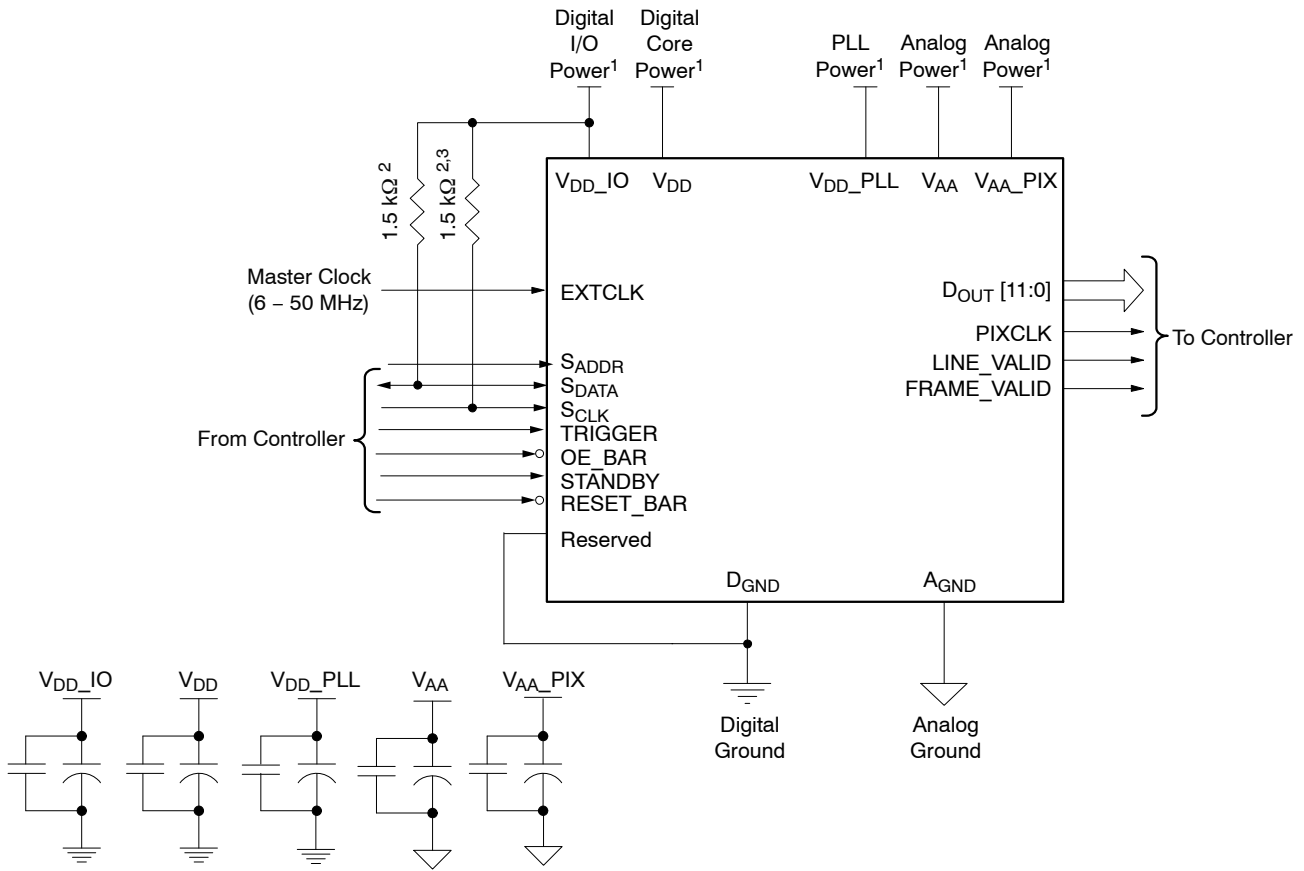 Digital
I/O
Power1
Digital
Core
Power1
PLL
Power1
Analog
Power1
Analog
Power1
1.5 kΩ 2
1.5 kΩ 2,3
VDD_IO
VDD
VDD_PLL
VAA
VAA_PIX
Master Clock
(6 – 50 MHz)
EXTCLK
DOUT [11:0]
PIXCLK
LINE_VALID
FRAME_VALID
To Controller
From Controller
SADDR
SDATA
SCLK
TRIGGER
OE_BAR
STANDBY
RESET_BAR
Reserved
DGND
AGND
Digital
Ground
Analog
Ground
VDD_IO
VDD
VDD_PLL
VAA
VAA_PIX